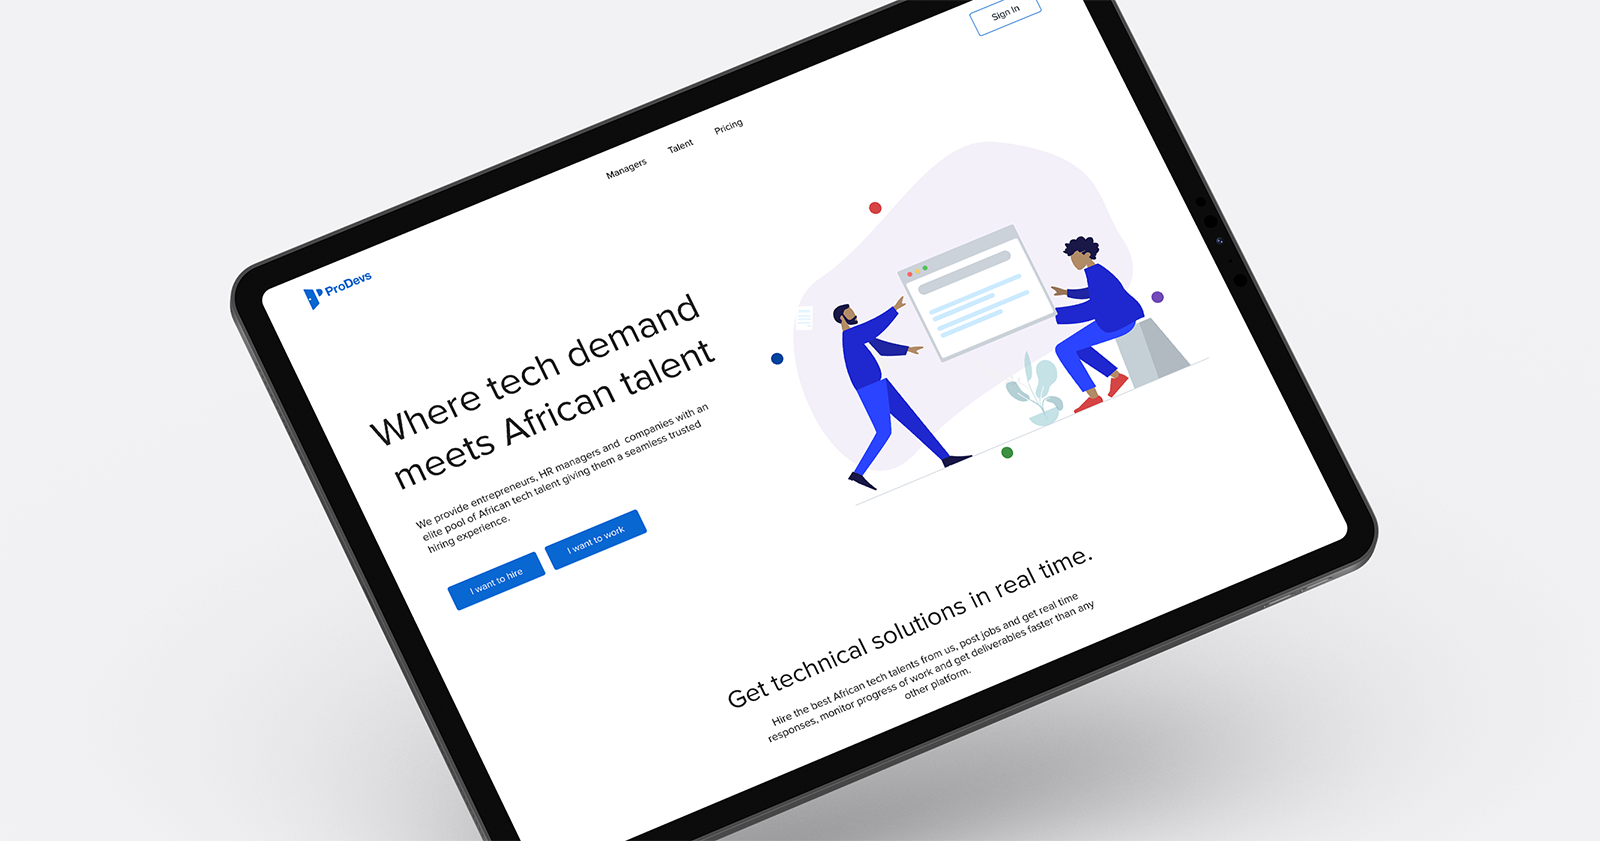 ProDevs
Managers
Talent
Pricing
Sign In
Where tech demand
meets African talent
We provide entrepreneurs, HR managers and companies with an
elite pool of African tech talent giving them a seamless trusted
hiring experience.
I want to hire
I want to work
Get technical solutions in real time.
Hire the best African tech talents from us, post jobs and get real time
responses, monitor progress of work and get deliverables faster than any
other platform.